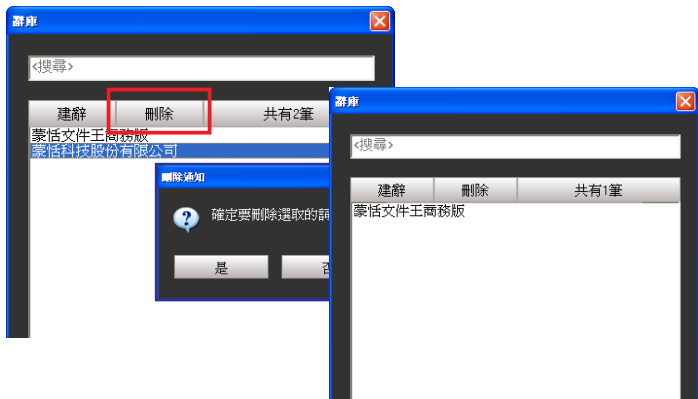 辭庫
<搜尋>
建辭 刪除 共有2筆
蒙恬文件王商務版
蒙恬科技股份有限公司
刪除通知
確定要刪除選取的詞
是
辭庫
<搜尋>
建辭 刪除 共有1筆
蒙恬文件王商務版